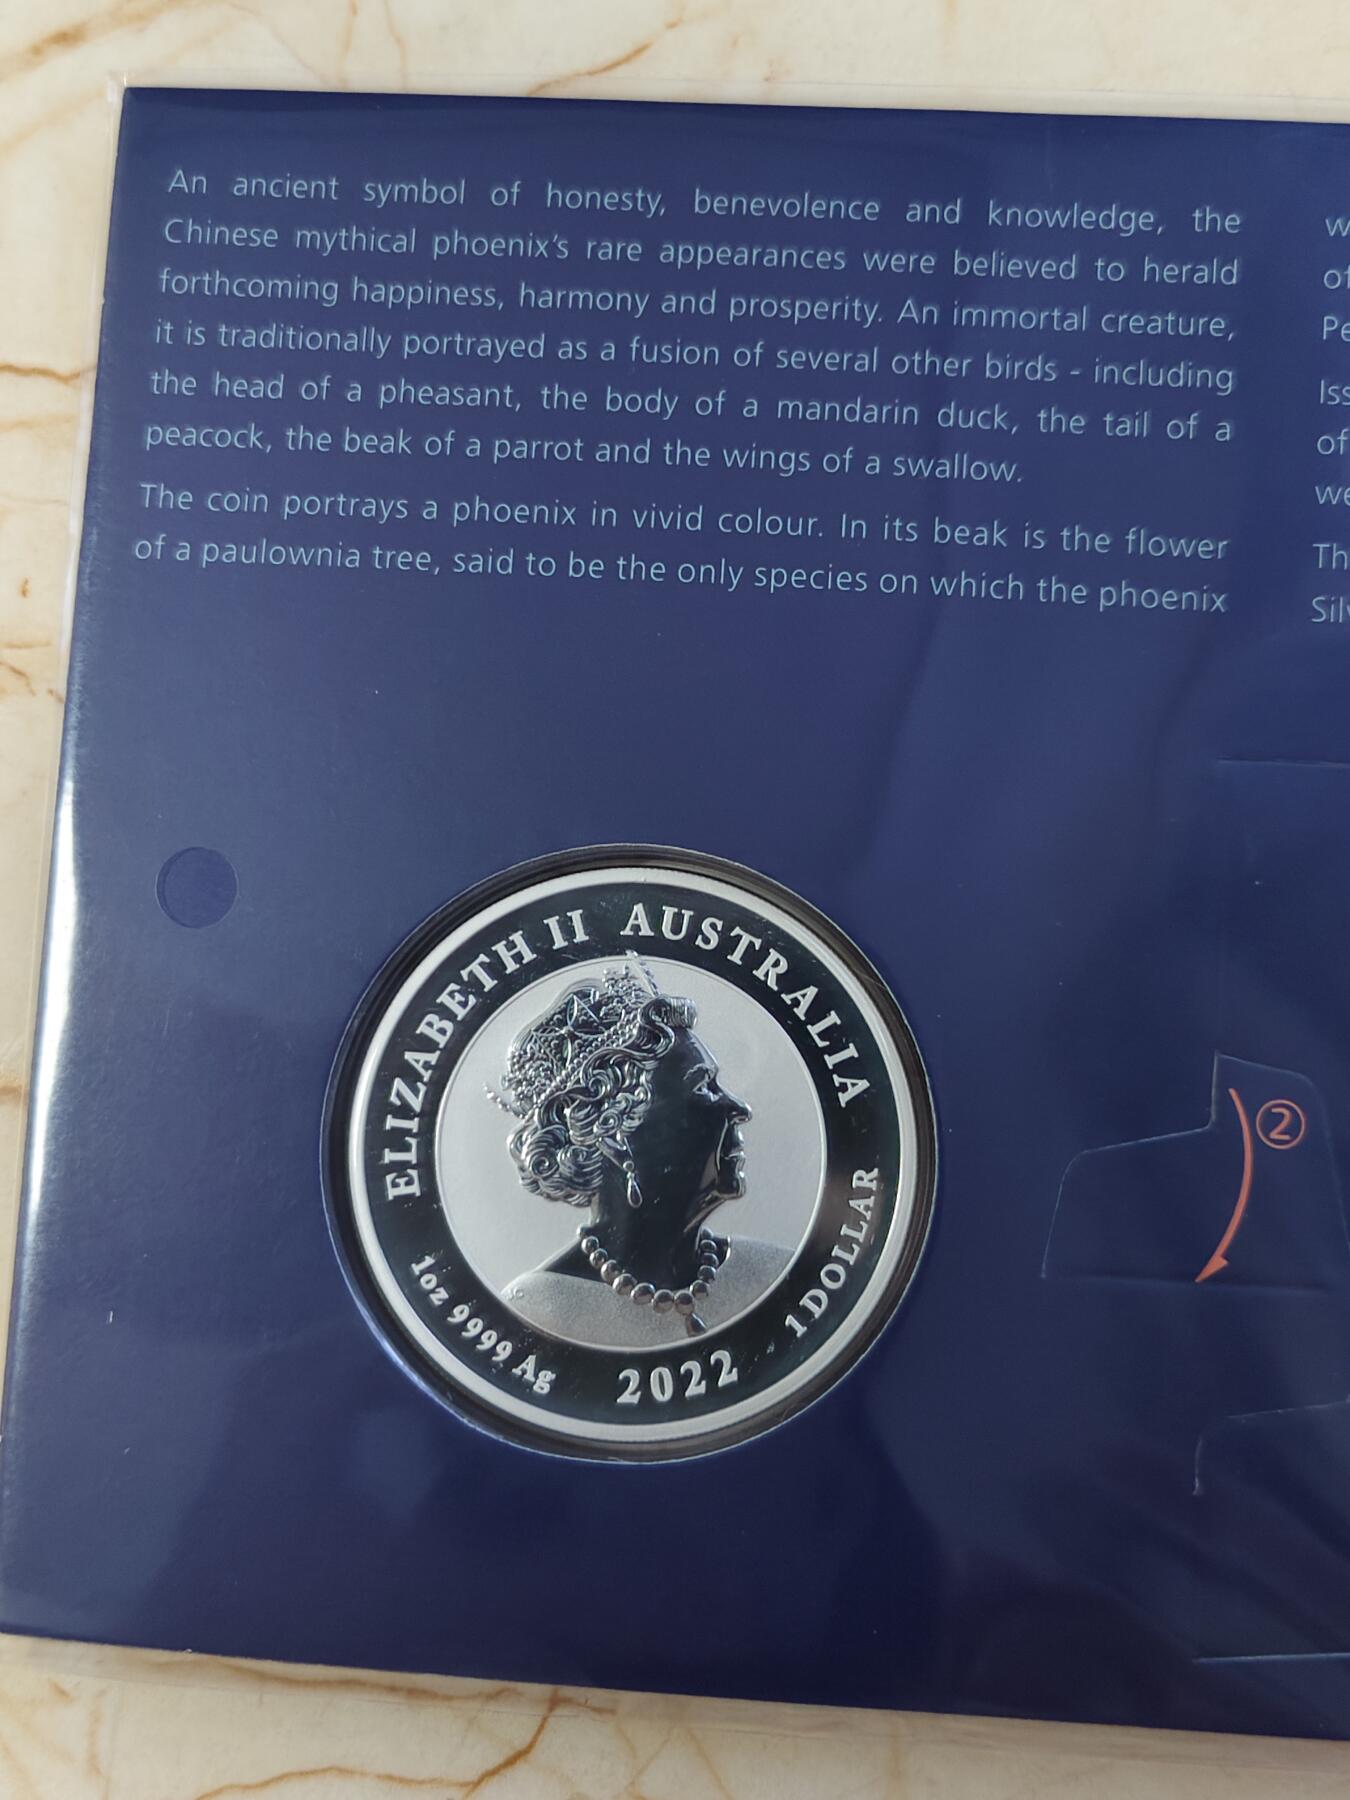 An ancient symbol of honesty, benevolence and knowledge, the
Chinese mythical phoenix's rare appearances were believed to herald
forthcoming happiness, harmony and prosperity. An immortal creature,
it is traditionally portrayed as a fusion of several other birds - including
the head of a pheasant, the body of a mandarin duck, the tail of a
peacock, the beak of a parrot and the wings of a swallow.
The coin portrays a phoenix in vivid colour. In its beak is the flower
of a paulownia tree, said to be the only species on which the phoenix
ELIZABETH II AUSTRALIA
1oz 9999 Ag 2022 1 DOLLAR
②